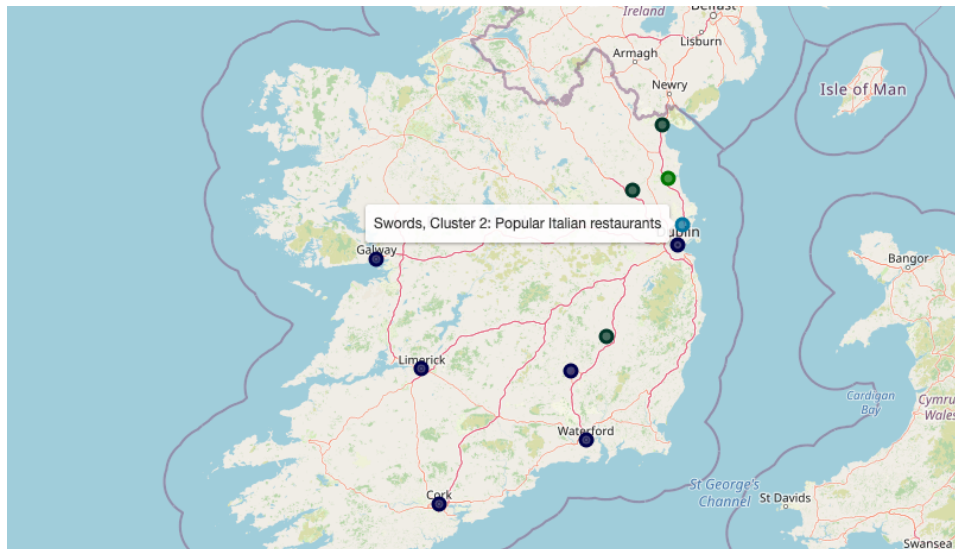 Ireland
Belfast
Lisburn
Armagh
Newry
Isle of Man
Swords, Cluster 2: Popular Italian restaurants
ublin
Galway
Bangor
Limerick
Cardigan
Bay
Cymru
Wales
Waterford
St George's
Channel
St Davids
Cork
Swansea